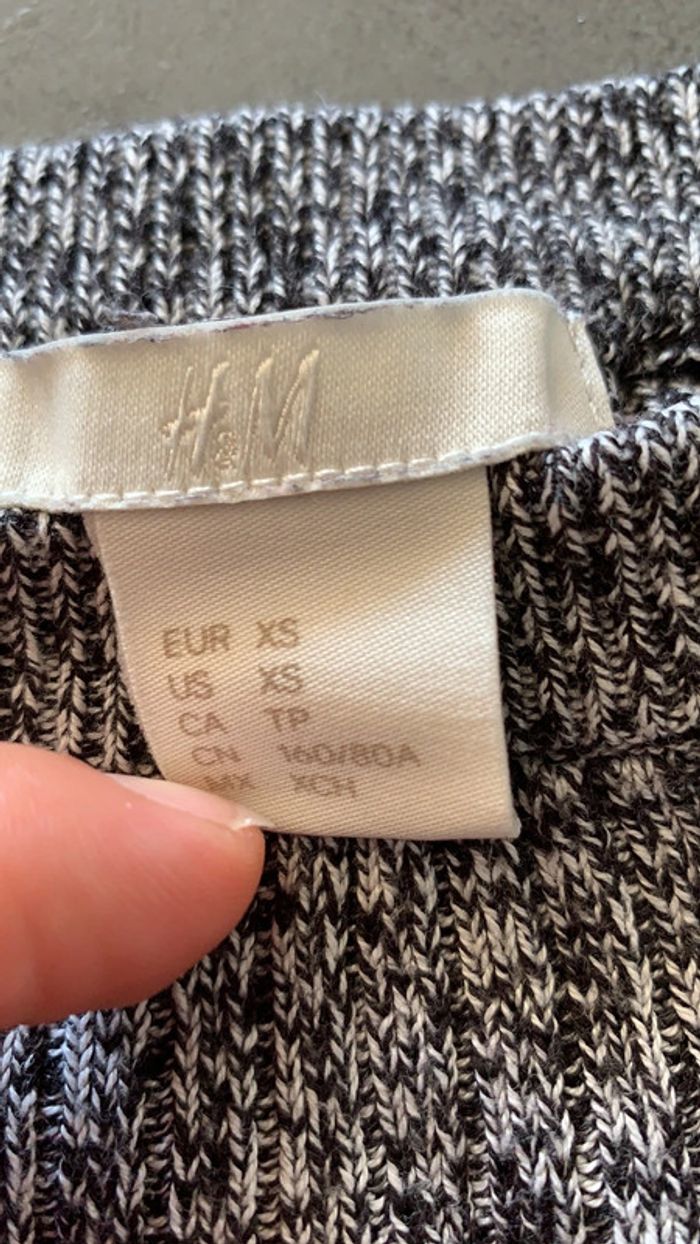 H&M
EUR XS
US XS
CA TP
CN 160/80A
MX XCH